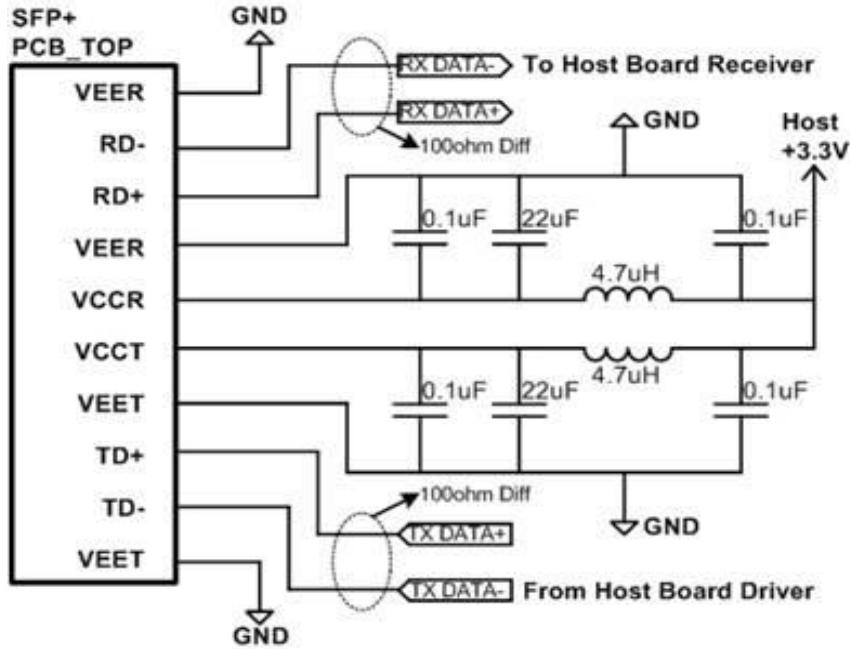 SFP+
PCB_TOP
GND
VEER
RD-
RD+
VEER
VCCR
VCCT
VEET
TD+
TD-
VEET
GND
RX DATA-
To Host Board Receiver
RX DATA+
100ohm Diff
GND
Host
+3.3V
0.1uF
22uF
0.1uF
4.7uH
4.7uH
0.1uF
22uF
0.1uF
100ohm Diff
GND
TX DATA+
TX DATA-
From Host Board Driver